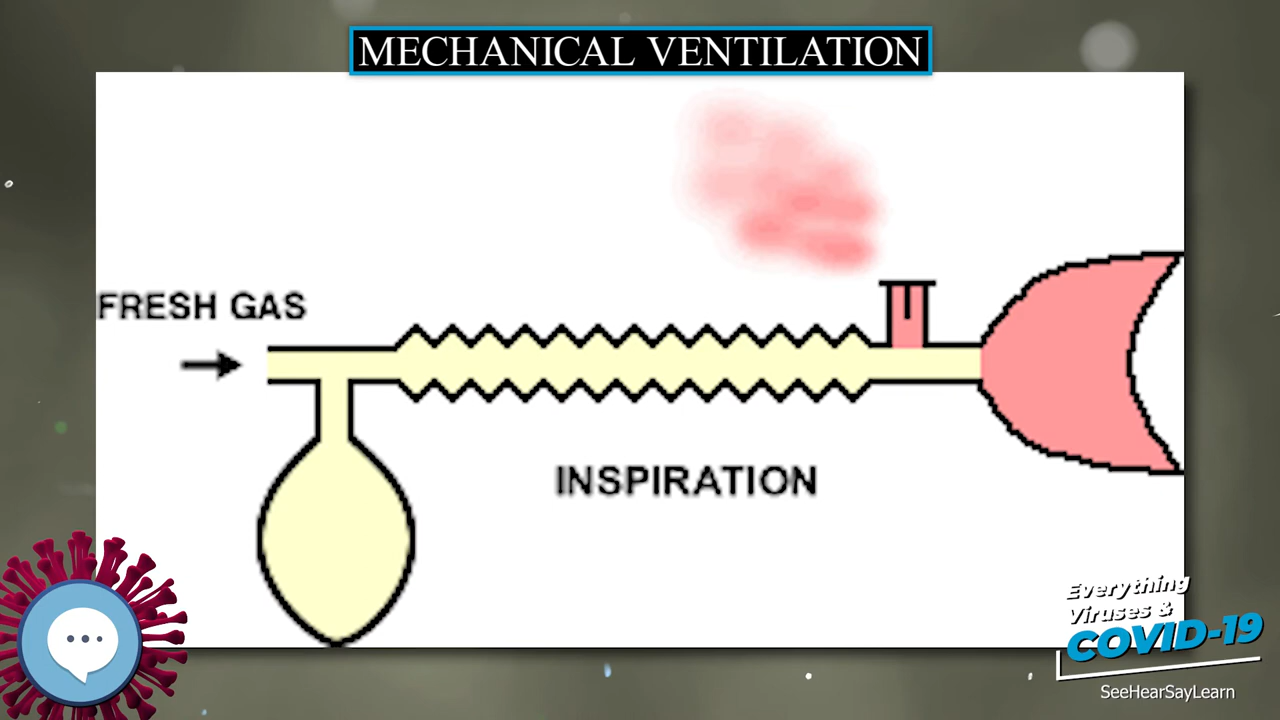 MECHANICAL VENTILATION
FRESH GAS
INSPIRATION
Everything
Viruses &
COVID-19
SeeHearSayLearn